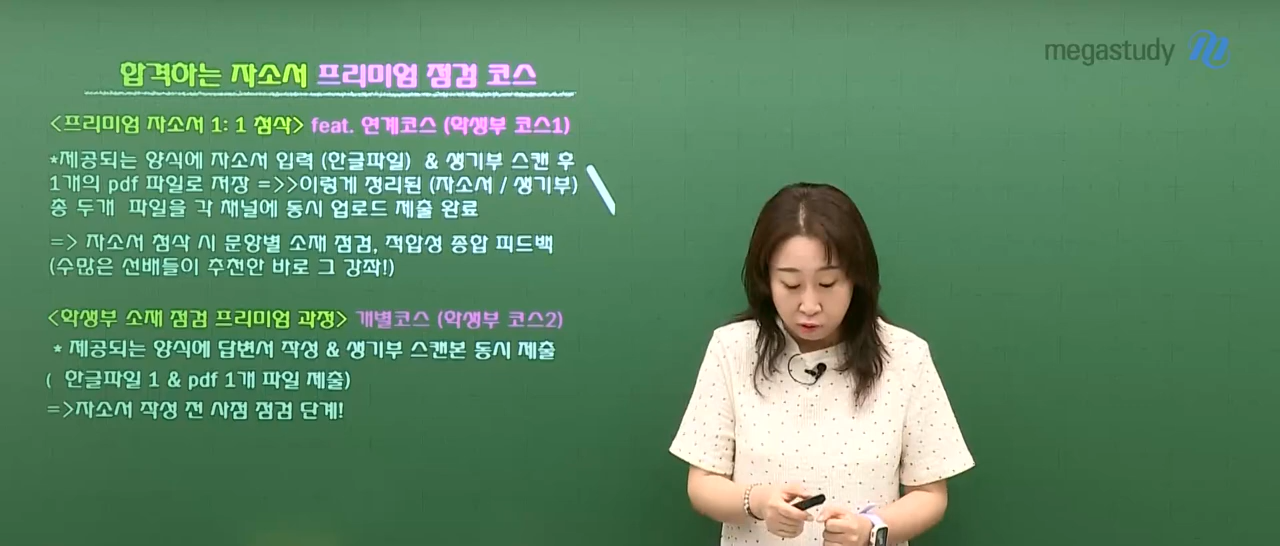 megastudy
합격하는 자소서 프리미엄 점검 코스
<프리미엄 자소서 1: 1 첨삭> feat. 연계코스 (학생부 코스1)
*제공되는 양식에 자소서 입력 (한글파일) & 생기부 스캔 후
1개의 pdf 파일로 저장 =>>이렇게 정리된 (자소서 / 생기부)
총 두개 파일을 각 채널에 동시 업로드 제출 완료
=> 자소서 첨삭 시 문항별 소재 점검, 적합성 종합 피드백
(수많은 선배들이 추천한 바로 그 강좌!)
<학생부 소재 점검 프리미엄 과정> 개별코스 (학생부 코스2)
* 제공되는 양식에 답변서 작성 & 생기부 스캔본 동시 제출
( 한글파일 1 & pdf 1개 파일 제출)
=>자소서 작성 전 사점 점검 단계!